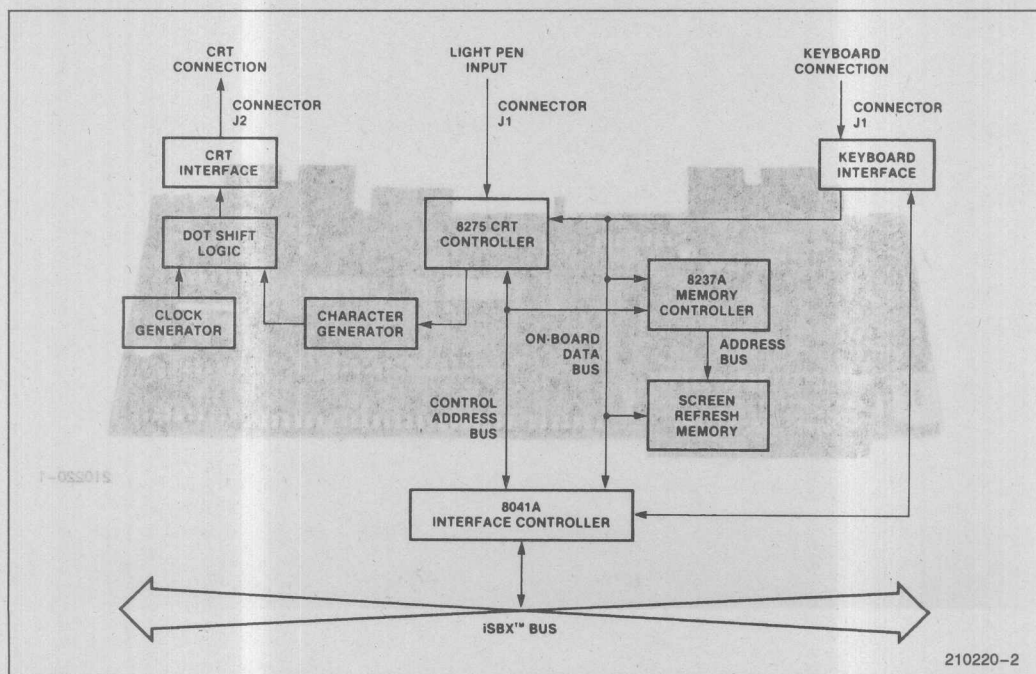 CRT
CONNECTION
LIGHT PEN
INPUT
KEYBOARD
CONNECTION
CONNECTOR
J2
CONNECTOR
J1
CONNECTOR
J1
CRT
INTERFACE
KEYBOARD
INTERFACE
DOT SHIFT
LOGIC
8275 CRT
CONTROLLER
8237A
MEMORY
CONTROLLER
CLOCK
GENERATOR
CHARACTER
GENERATOR
ON-BOARD
DATA
BUS
ADDRESS
BUS
CONTROL
ADDRESS
BUS
SCREEN
REFRESH
MEMORY
210220-1
8041A
INTERFACE CONTROLLER
iSBX™ BUS
210220-2